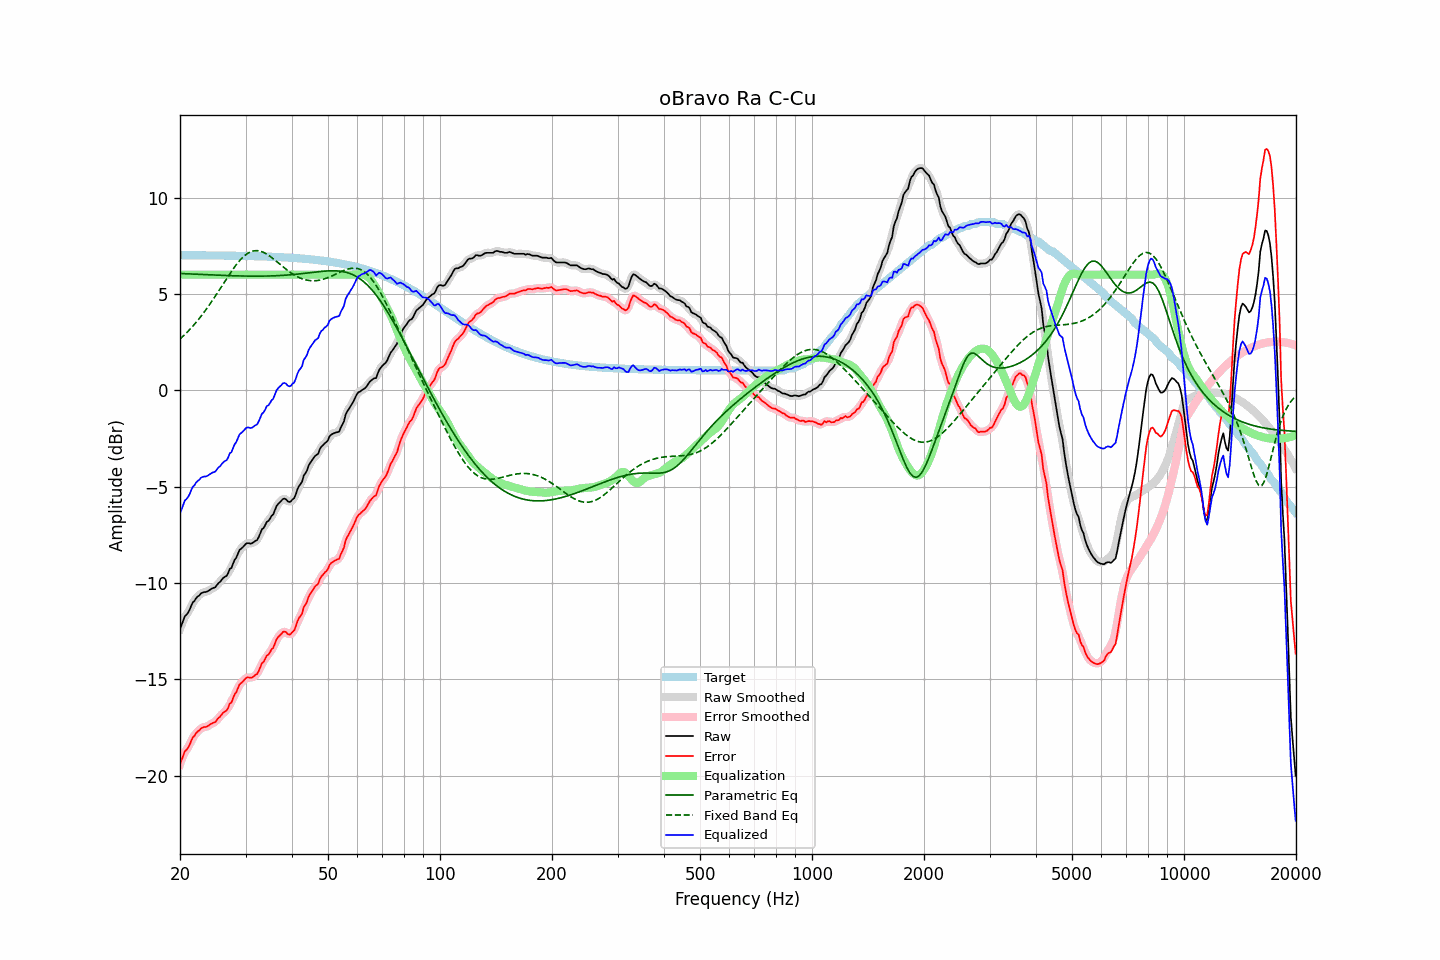 oBravo Ra C-Cu
Amplitude (dBr)
10
5
0
−5
−10
−15
−20
Target
Raw Smoothed
Error Smoothed
Raw
Error
Equalization
Parametric Eq
Fixed Band Eq
Equalized
20 50 100 200 500 1000 2000 5000 10000 20000
Frequency (Hz)